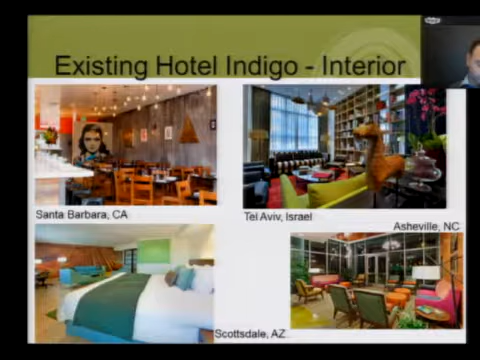 Existing Hotel Indigo - Interior
Santa Barbara, CA
Tel Aviv, Israel
Asheville, NC
Scottsdale, AZ